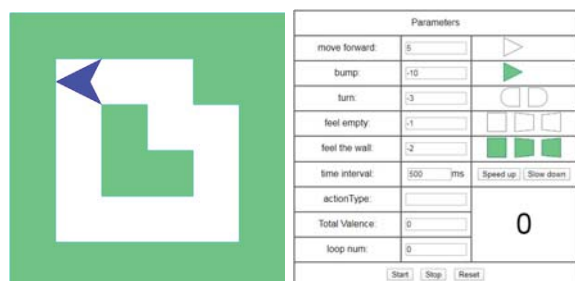 Parameters
move forward: 5
bump: -10
turn: -3
feel empty: -1
feel the wall: -2
time interval: 500 ms Speed up Slow down
actionType:
Total Valence: 0 0
loop num: 0
Start Stop Reset